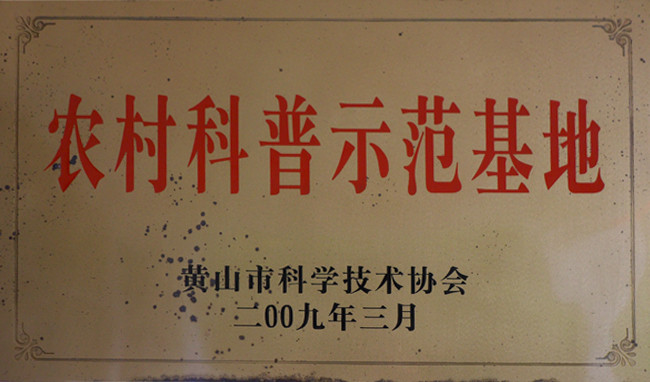 农村科普示范基地
黄山市科学技术协会
二00九年三月